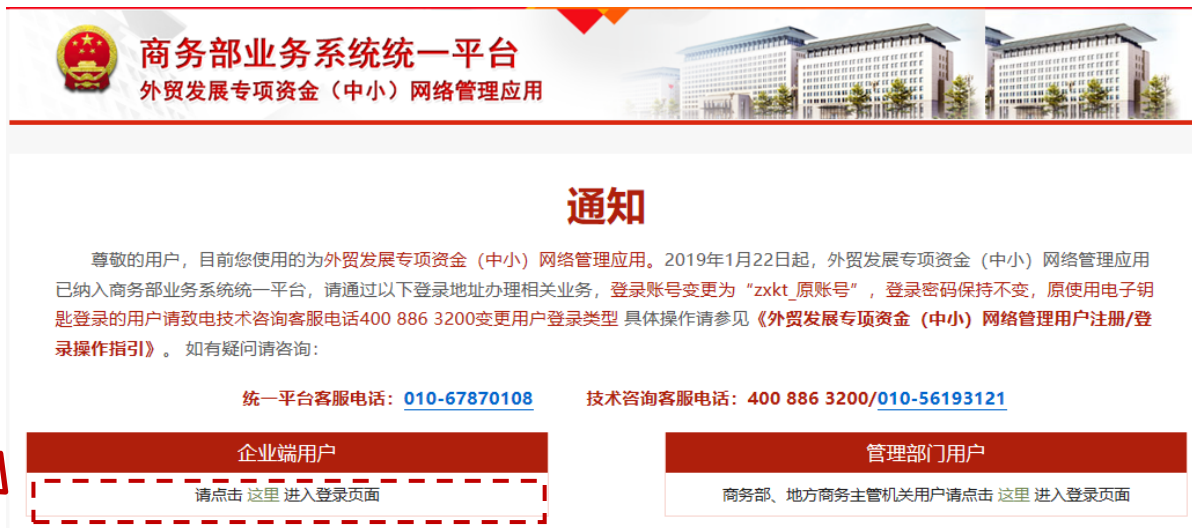 商务部业务系统统一平台
外贸发展专项资金（中小）网络管理应用
通知
尊敬的用户，目前您使用的为外贸发展专项资金（中小）网络管理应用。2019年1月22日起，外贸发展专项资金（中小）网络管理应用
已纳入商务部业务系统统一平台，请通过以下登录地址办理相关业务，登录账号变更为“zxkt_原账号”，登录密码保持不变，原使用电子钥
匙登录的用户请致电技术咨询客服电话400 886 3200变更用户登录类型 具体操作请参见《外贸发展专项资金（中小）网络管理用户注册/登
录操作指引》。 如有疑问请咨询：
统一平台客服电话：010-67870108 技术咨询客服电话：400 886 3200/010-56193121
企业端用户
请点击 这里 进入登录页面
管理部门用户
商务部、地方商务主管机关用户请点击 这里 进入登录页面